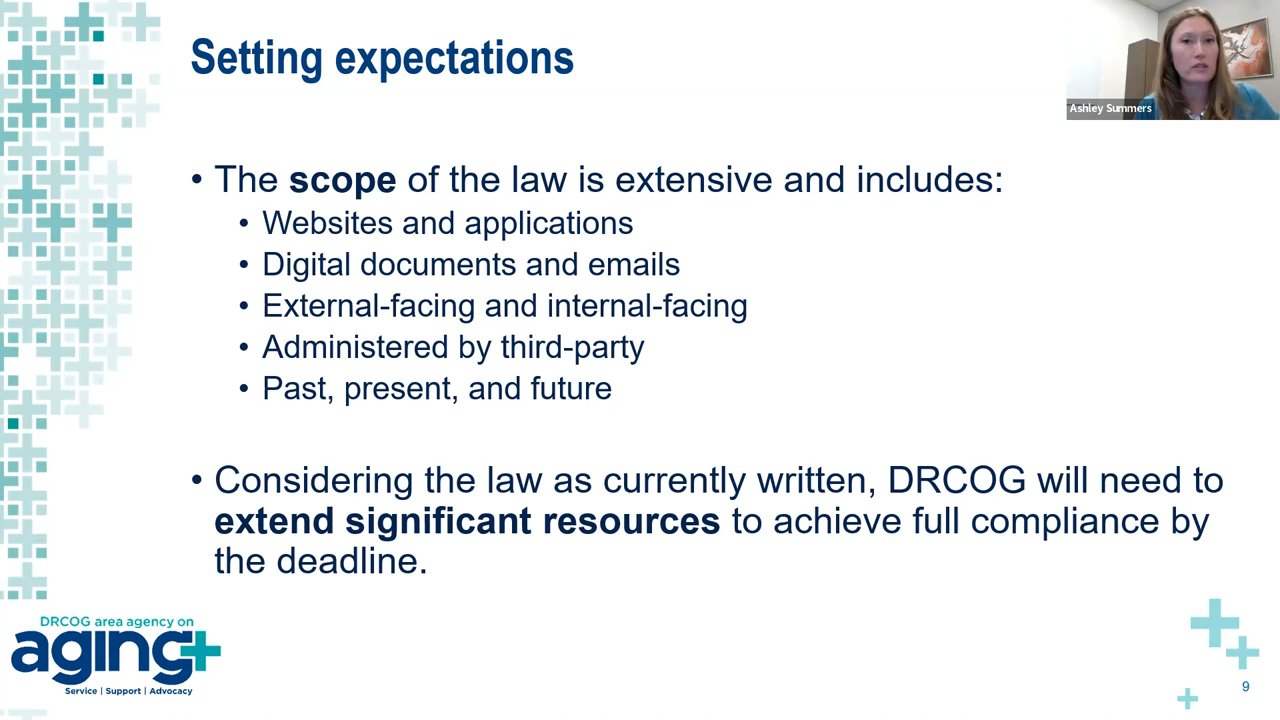 Setting expectations
Ashley Summers
• The scope of the law is extensive and includes:
• Websites and applications
• Digital documents and emails
• External-facing and internal-facing
• Administered by third-party
• Past, present, and future
• Considering the law as currently written, DRCOG will need to
extend significant resources to achieve full compliance by
the deadline.
DRCOG area agency on
aging+
Service | Support | Advocacy
9